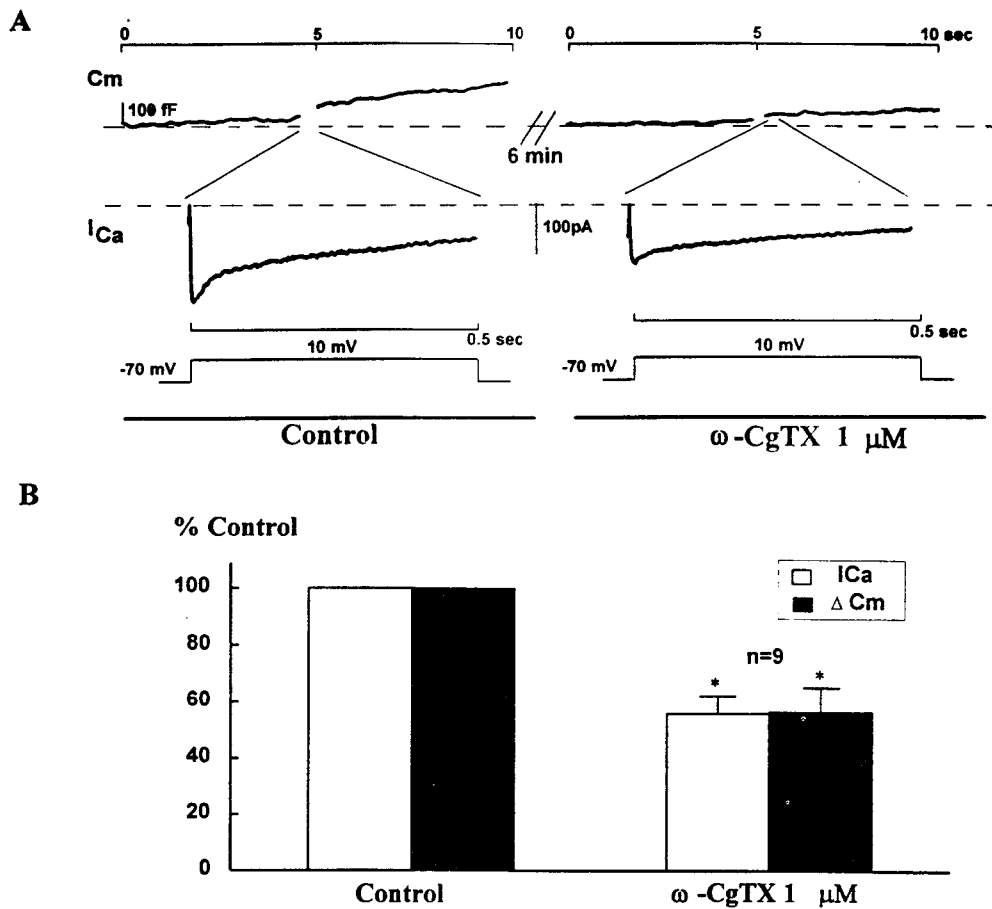 A
0 5 10 0 5 10 sec
Cm
100 fF
6 min
ICa
100pA
0.5 sec 0.5 sec
10 mV 10 mV
-70 mV -70 mV
Control ω-CgTX 1 μM
B
% Control
100
80
60
40
20
0
ICa
Δ Cm
n=9
* *
Control ω-CgTX 1 μM